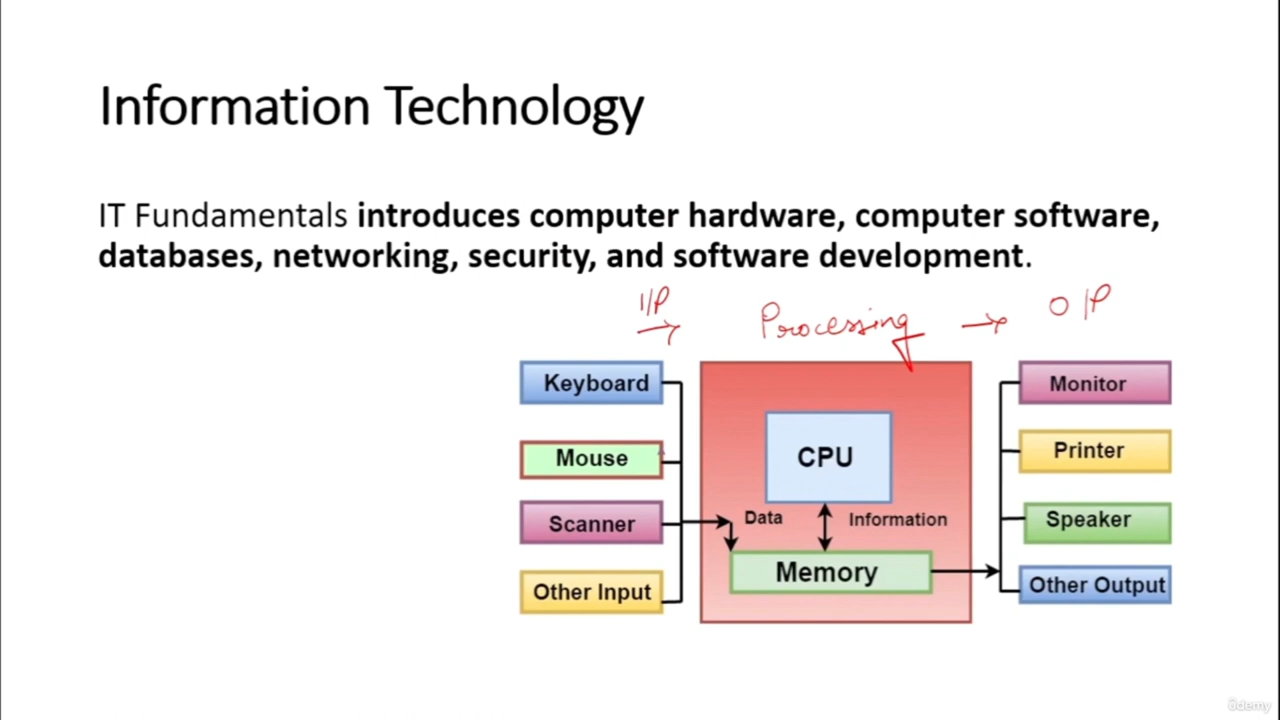 Information Technology
IT Fundamentals introduces computer hardware, computer software,
databases, networking, security, and software development.
I/P
Processing
O/P
Keyboard
Mouse
Scanner
Other Input
CPU
Data
Information
Memory
Monitor
Printer
Speaker
Other Output
ûdemy